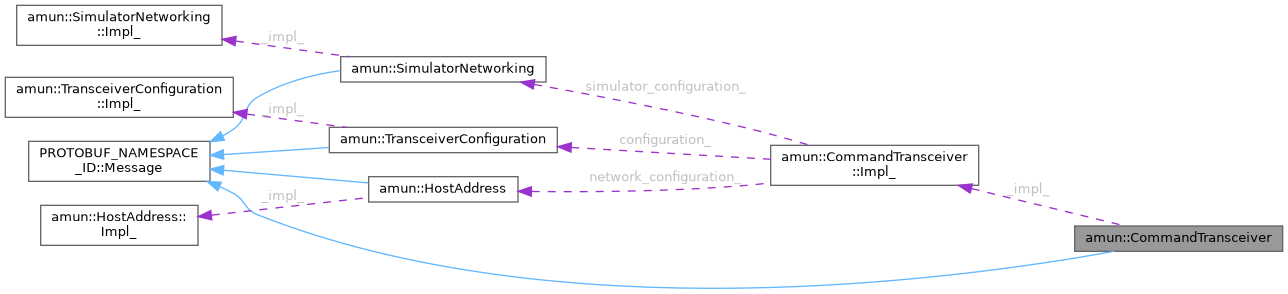 amun::SimulatorNetworking
::Impl_
_impl_
amun::SimulatorNetworking
amun::TransceiverConfiguration
::Impl_
simulator_configuration_
_impl_
amun::TransceiverConfiguration
configuration_
PROTOBUF_NAMESPACE
_ID::Message
amun::CommandTransceiver
::Impl_
network_configuration_
amun::HostAddress
_impl_
_impl_
amun::HostAddress::
Impl_
amun::CommandTransceiver